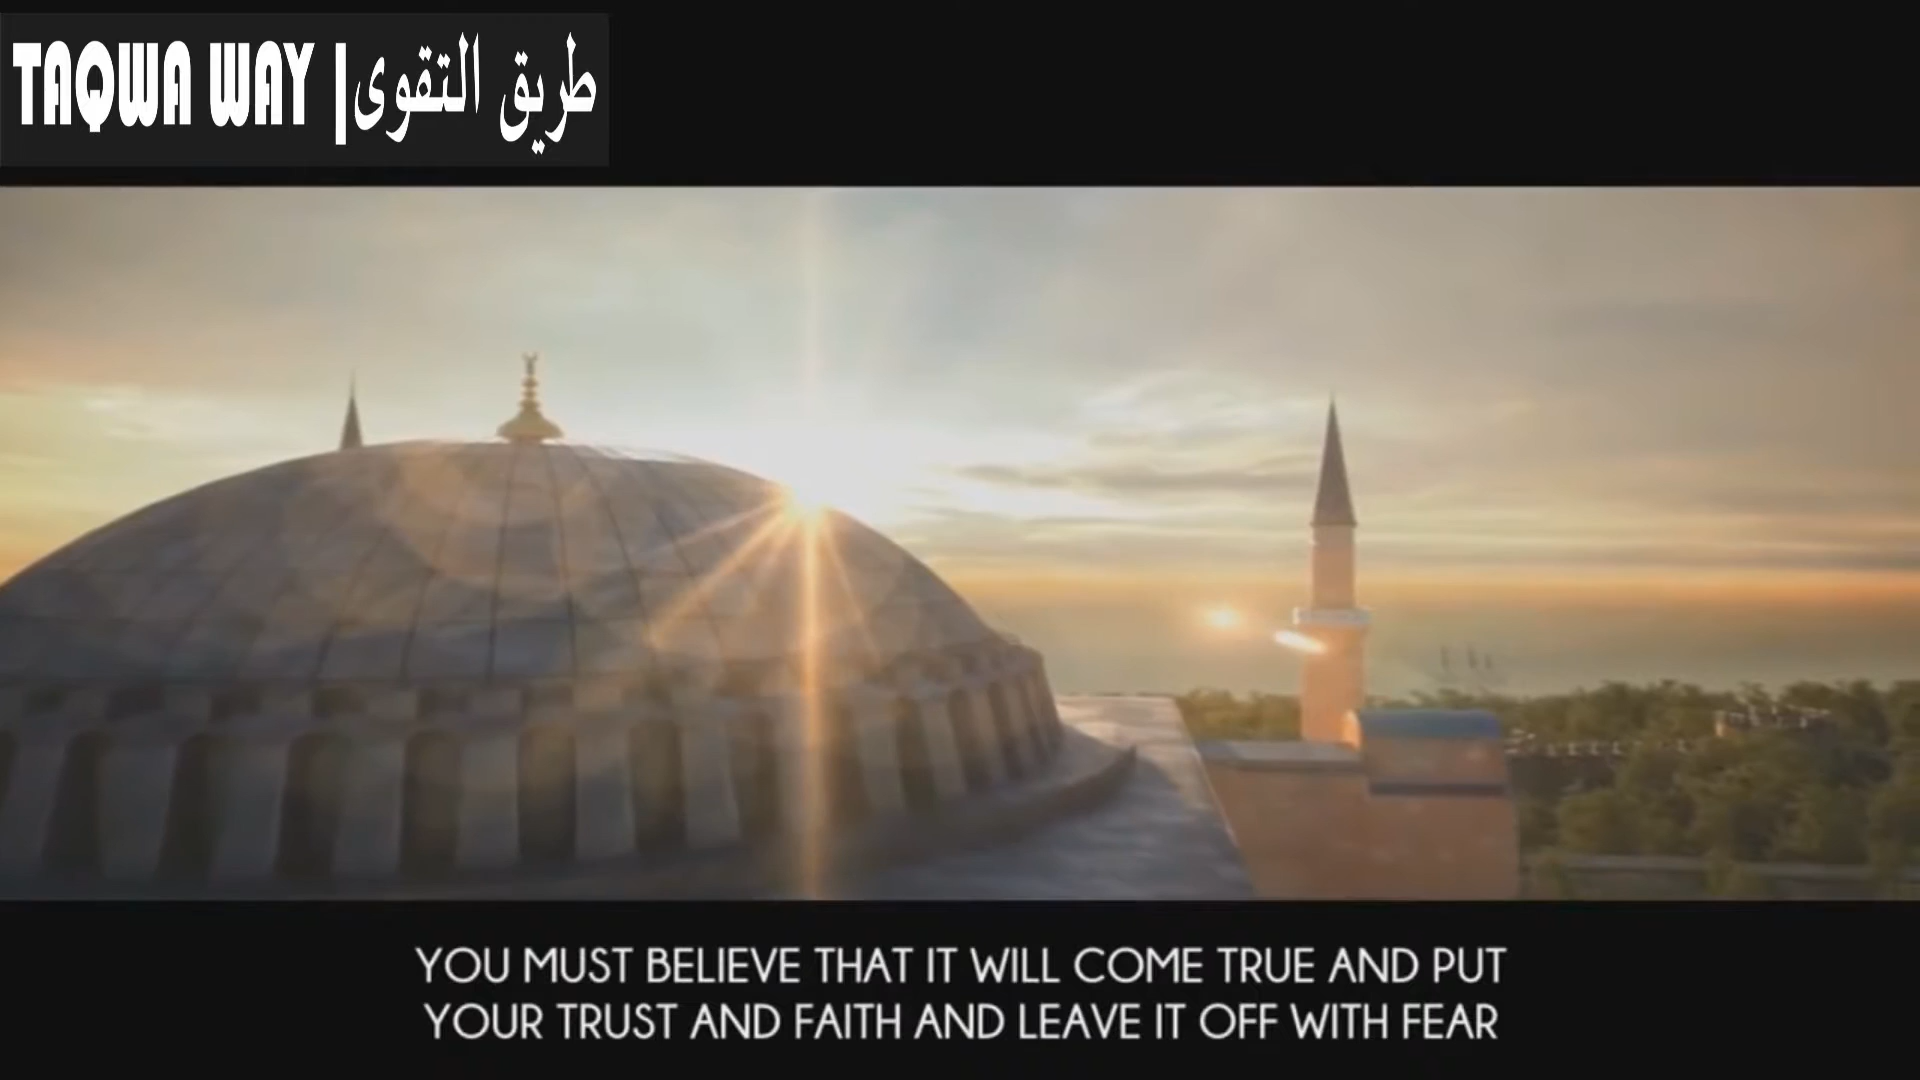 TAQWA WAY | طريق التقوى
YOU MUST BELIEVE THAT IT WILL COME TRUE AND PUT
YOUR TRUST AND FAITH AND LEAVE IT OFF WITH FEAR